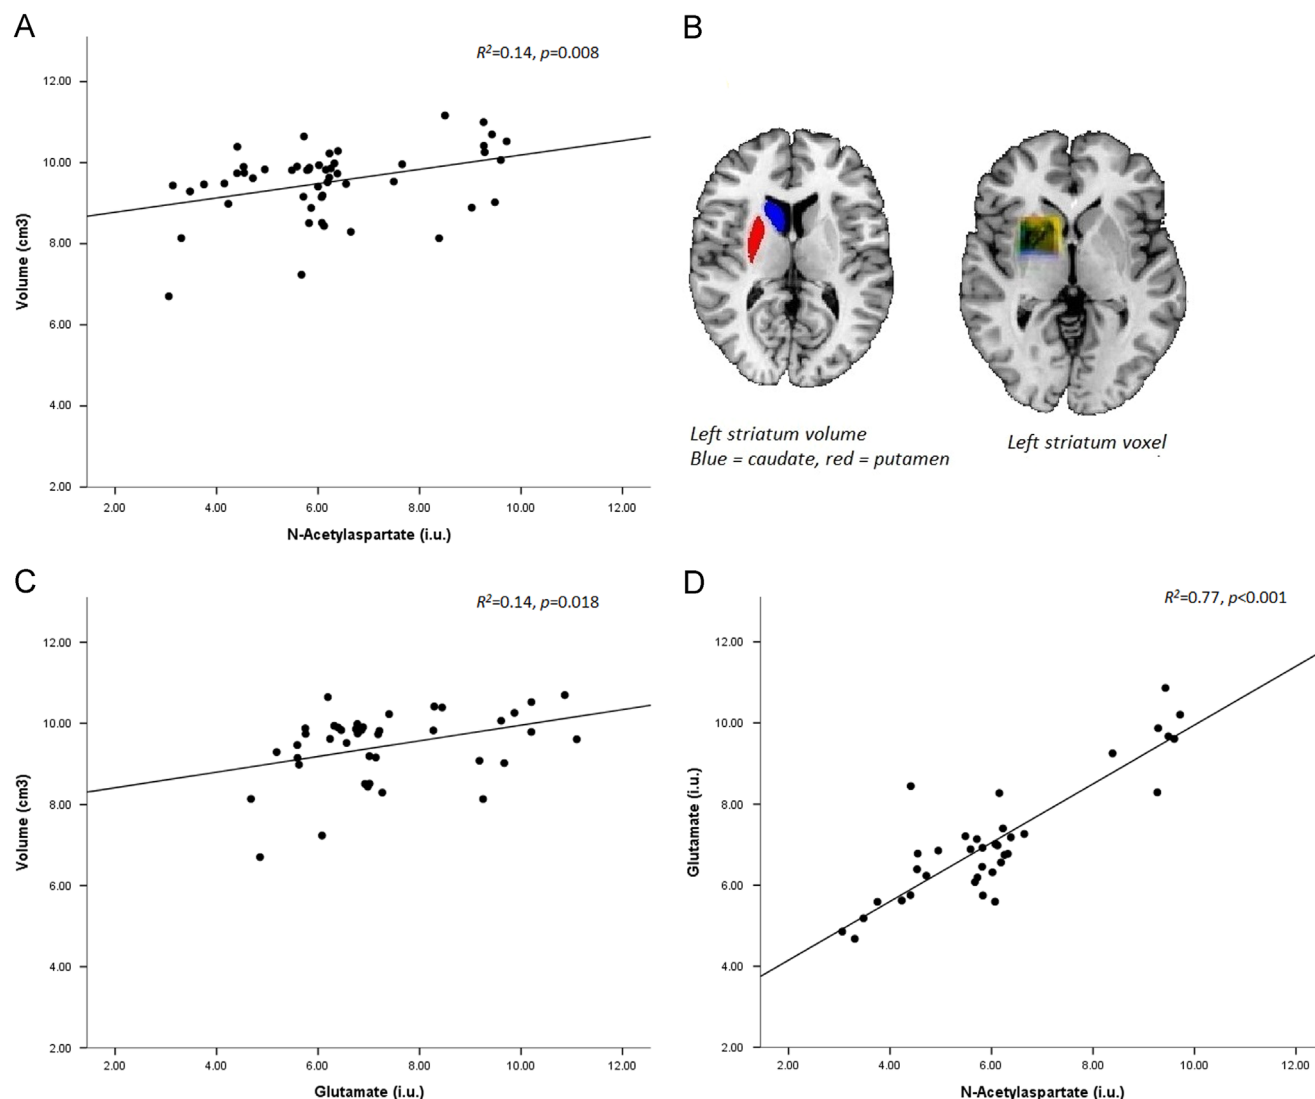 A
R²=0.14, p=0.008
12.00
10.00
8.00
6.00
4.00
2.00
Volume (cm3)
2.00 4.00 6.00 8.00 10.00 12.00
N-Acetylaspartate (i.u.)
B
Left striatum volume
Blue = caudate, red = putamen
Left striatum voxel
C
R²=0.14, p=0.018
12.00
10.00
8.00
6.00
4.00
2.00
Volume (cm3)
2.00 4.00 6.00 8.00 10.00 12.00
Glutamate (i.u.)
D
R²=0.77, p<0.001
12.00
10.00
8.00
6.00
4.00
2.00
Glutamate (i.u.)
2.00 4.00 6.00 8.00 10.00 12.00
N-Acetylaspartate (i.u.)